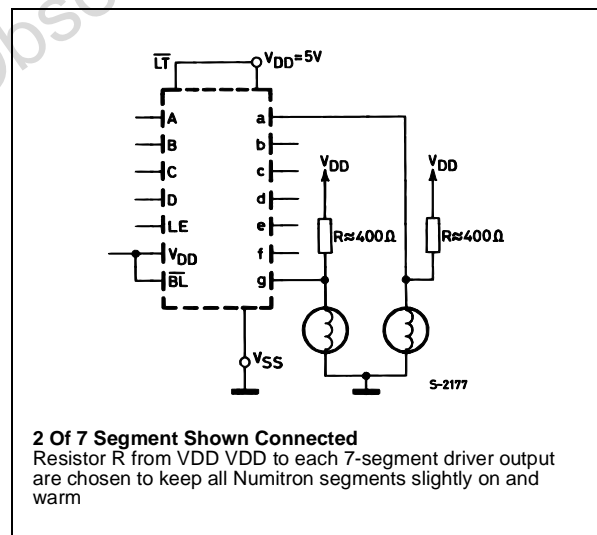 Obso
LT VDD=5V
A a
B b VDD VDD
C c
D d
LE e R≈400Ω R≈400Ω
VDD f
BL g
VSS
S-2177
2 Of 7 Segment Shown Connected
Resistor R from VDD VDD to each 7-segment driver output
are chosen to keep all Numitron segments slightly on and
warm